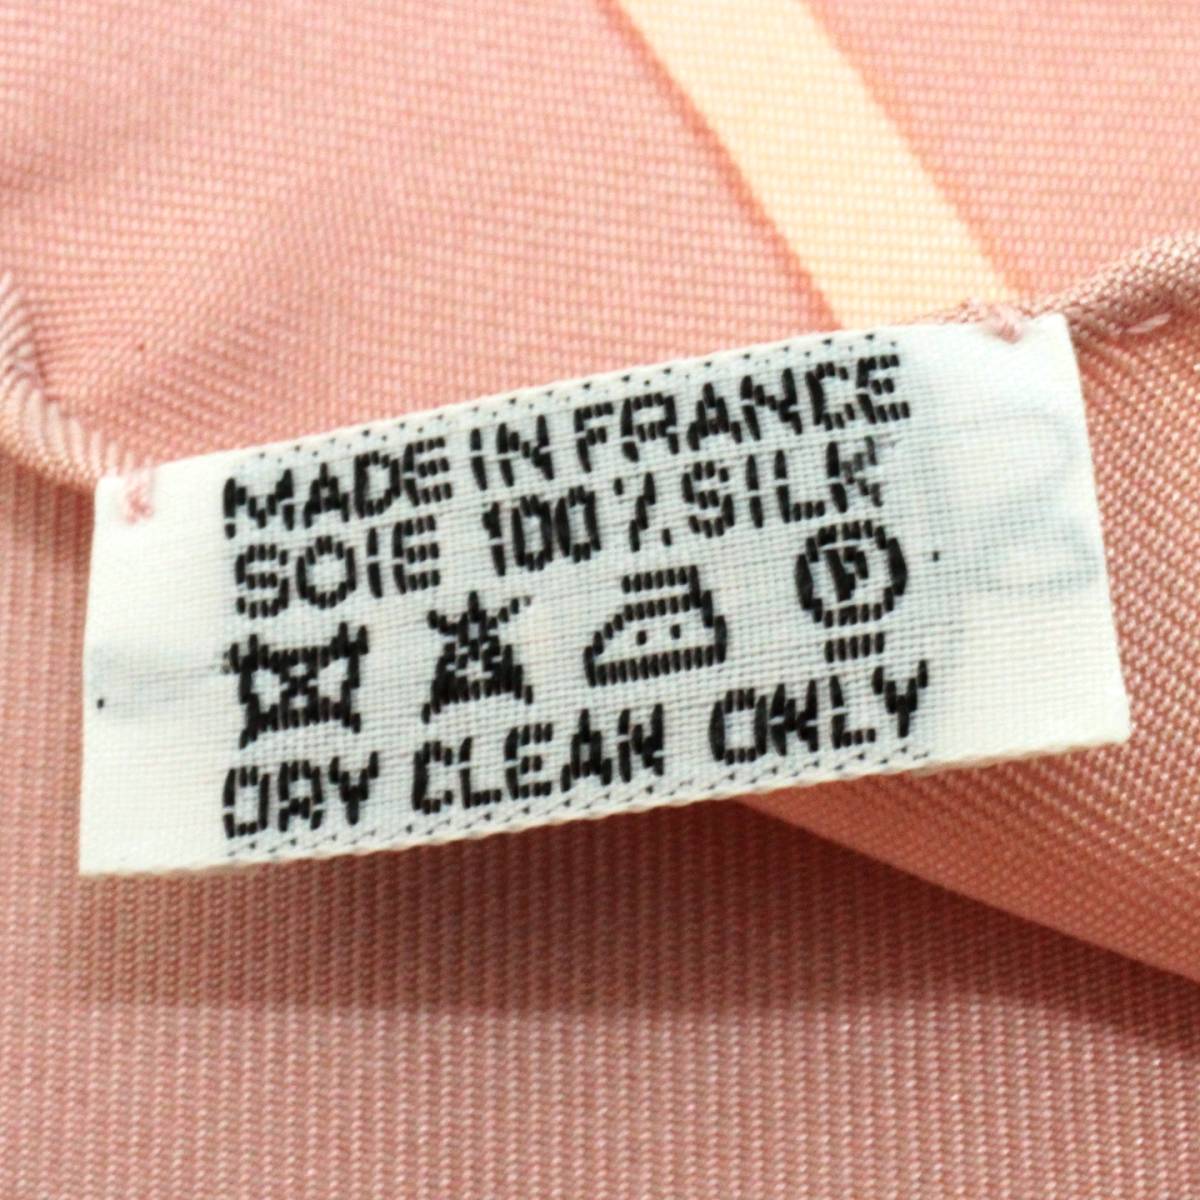 MADE IN FRANCE
SOIE 100% SILK
P
DRY CLEAN ONLY